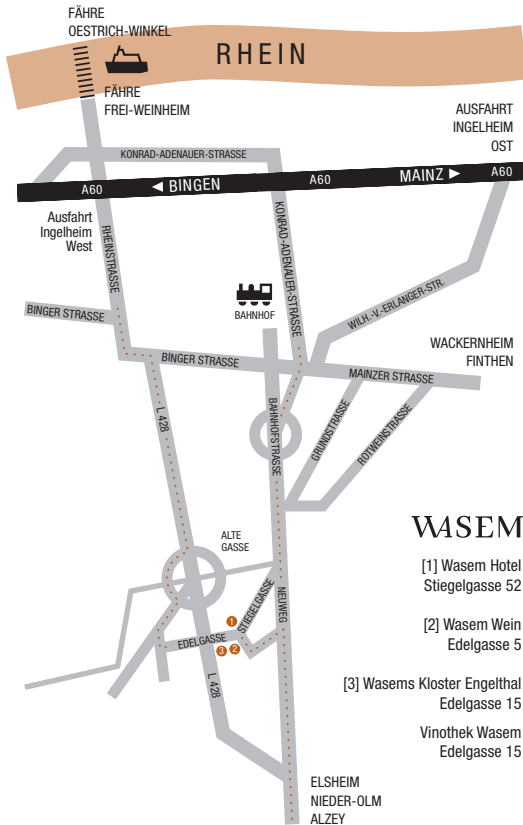 FÄHRE
OESTRICH-WINKEL
RHEIN
FÄHRE
FREI-WEINHEIM
AUSFAHRT
INGELHEIM
OST
KONRAD-ADENAUER-STRASSE
A60
BINGEN
A60
MAINZ
A60
Ausfahrt
Ingelheim
West
RHEINSTRASSE
KONRAD-ADENAUER-STRASSE
WILH.-V.-ERLANGER-STR.
BAHNHOF
BINGER STRASSE
BINGER STRASSE
WACKERNHEIM
FINTHEN
MAINZER STRASSE
L 428
BAHNHOFSTRASSE
GRUNDSTRASSE
ROTWEINSTRASSE
ALTE
GASSE
STIEGELGASSE
NEUWEG
1
EDELGASSE
3 2
L 428
WASEM
[1] Wasem Hotel
Stiegelgasse 52
[2] Wasem Wein
Edelgasse 5
[3] Wasems Kloster Engelthal
Edelgasse 15
Vinothek Wasem
Edelgasse 15
ELSHEIM
NIEDER-OLM
ALZEY